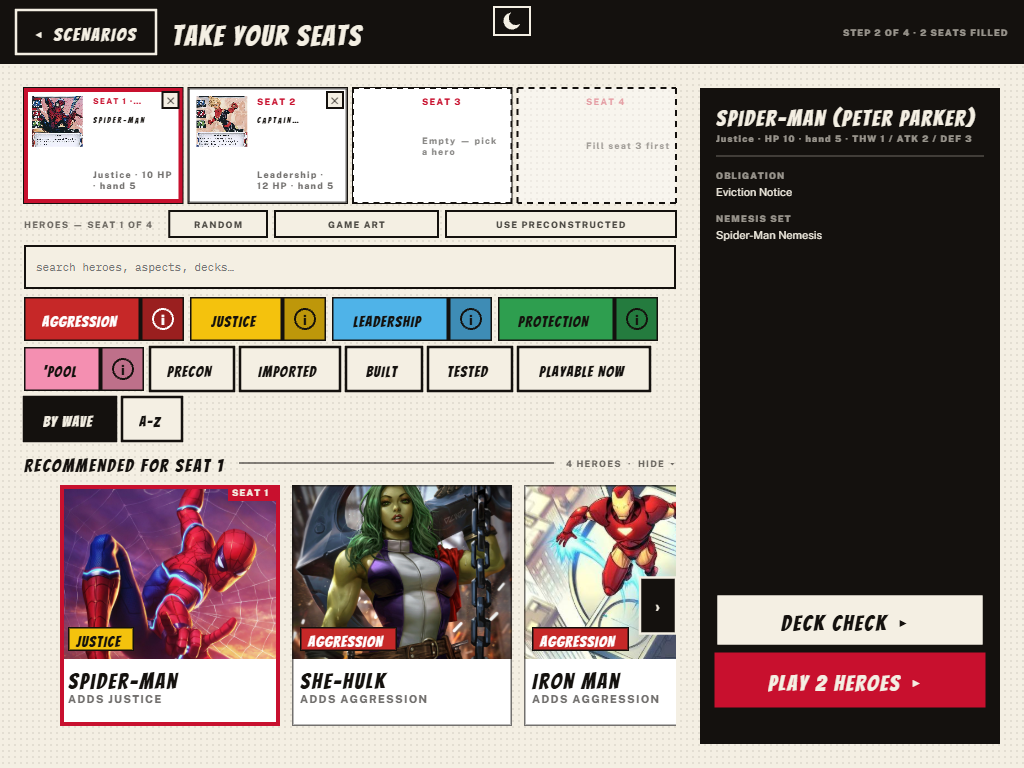 ◂ SCENARIOS
TAKE YOUR SEATS
STEP 2 OF 4 · 2 SEATS FILLED
SEAT 1 ·…
SPIDER-MAN
Justice · 10 HP
· hand 5
SEAT 2
CAPTAIN…
Leadership ·
12 HP · hand 5
SEAT 3
Empty — pick
a hero
SEAT 4
Fill seat 3 first
HEROES — SEAT 1 OF 4
RANDOM
GAME ART
USE PRECONSTRUCTED
search heroes, aspects, decks…
AGGRESSION
JUSTICE
LEADERSHIP
PROTECTION
'POOL
PRECON
IMPORTED
BUILT
TESTED
PLAYABLE NOW
BY WAVE
A-Z
RECOMMENDED FOR SEAT 1
4 HEROES · HIDE
SEAT 1
JUSTICE
SPIDER-MAN
ADDS JUSTICE
AGGRESSION
SHE-HULK
ADDS AGGRESSION
AGGRESSION
IRON MAN
ADDS AGGRESSION
SPIDER-MAN (PETER PARKER)
Justice · HP 10 · hand 5 · THW 1 / ATK 2 / DEF 3
OBLIGATION
Eviction Notice
NEMESIS SET
Spider-Man Nemesis
DECK CHECK ▸
PLAY 2 HEROES ▸